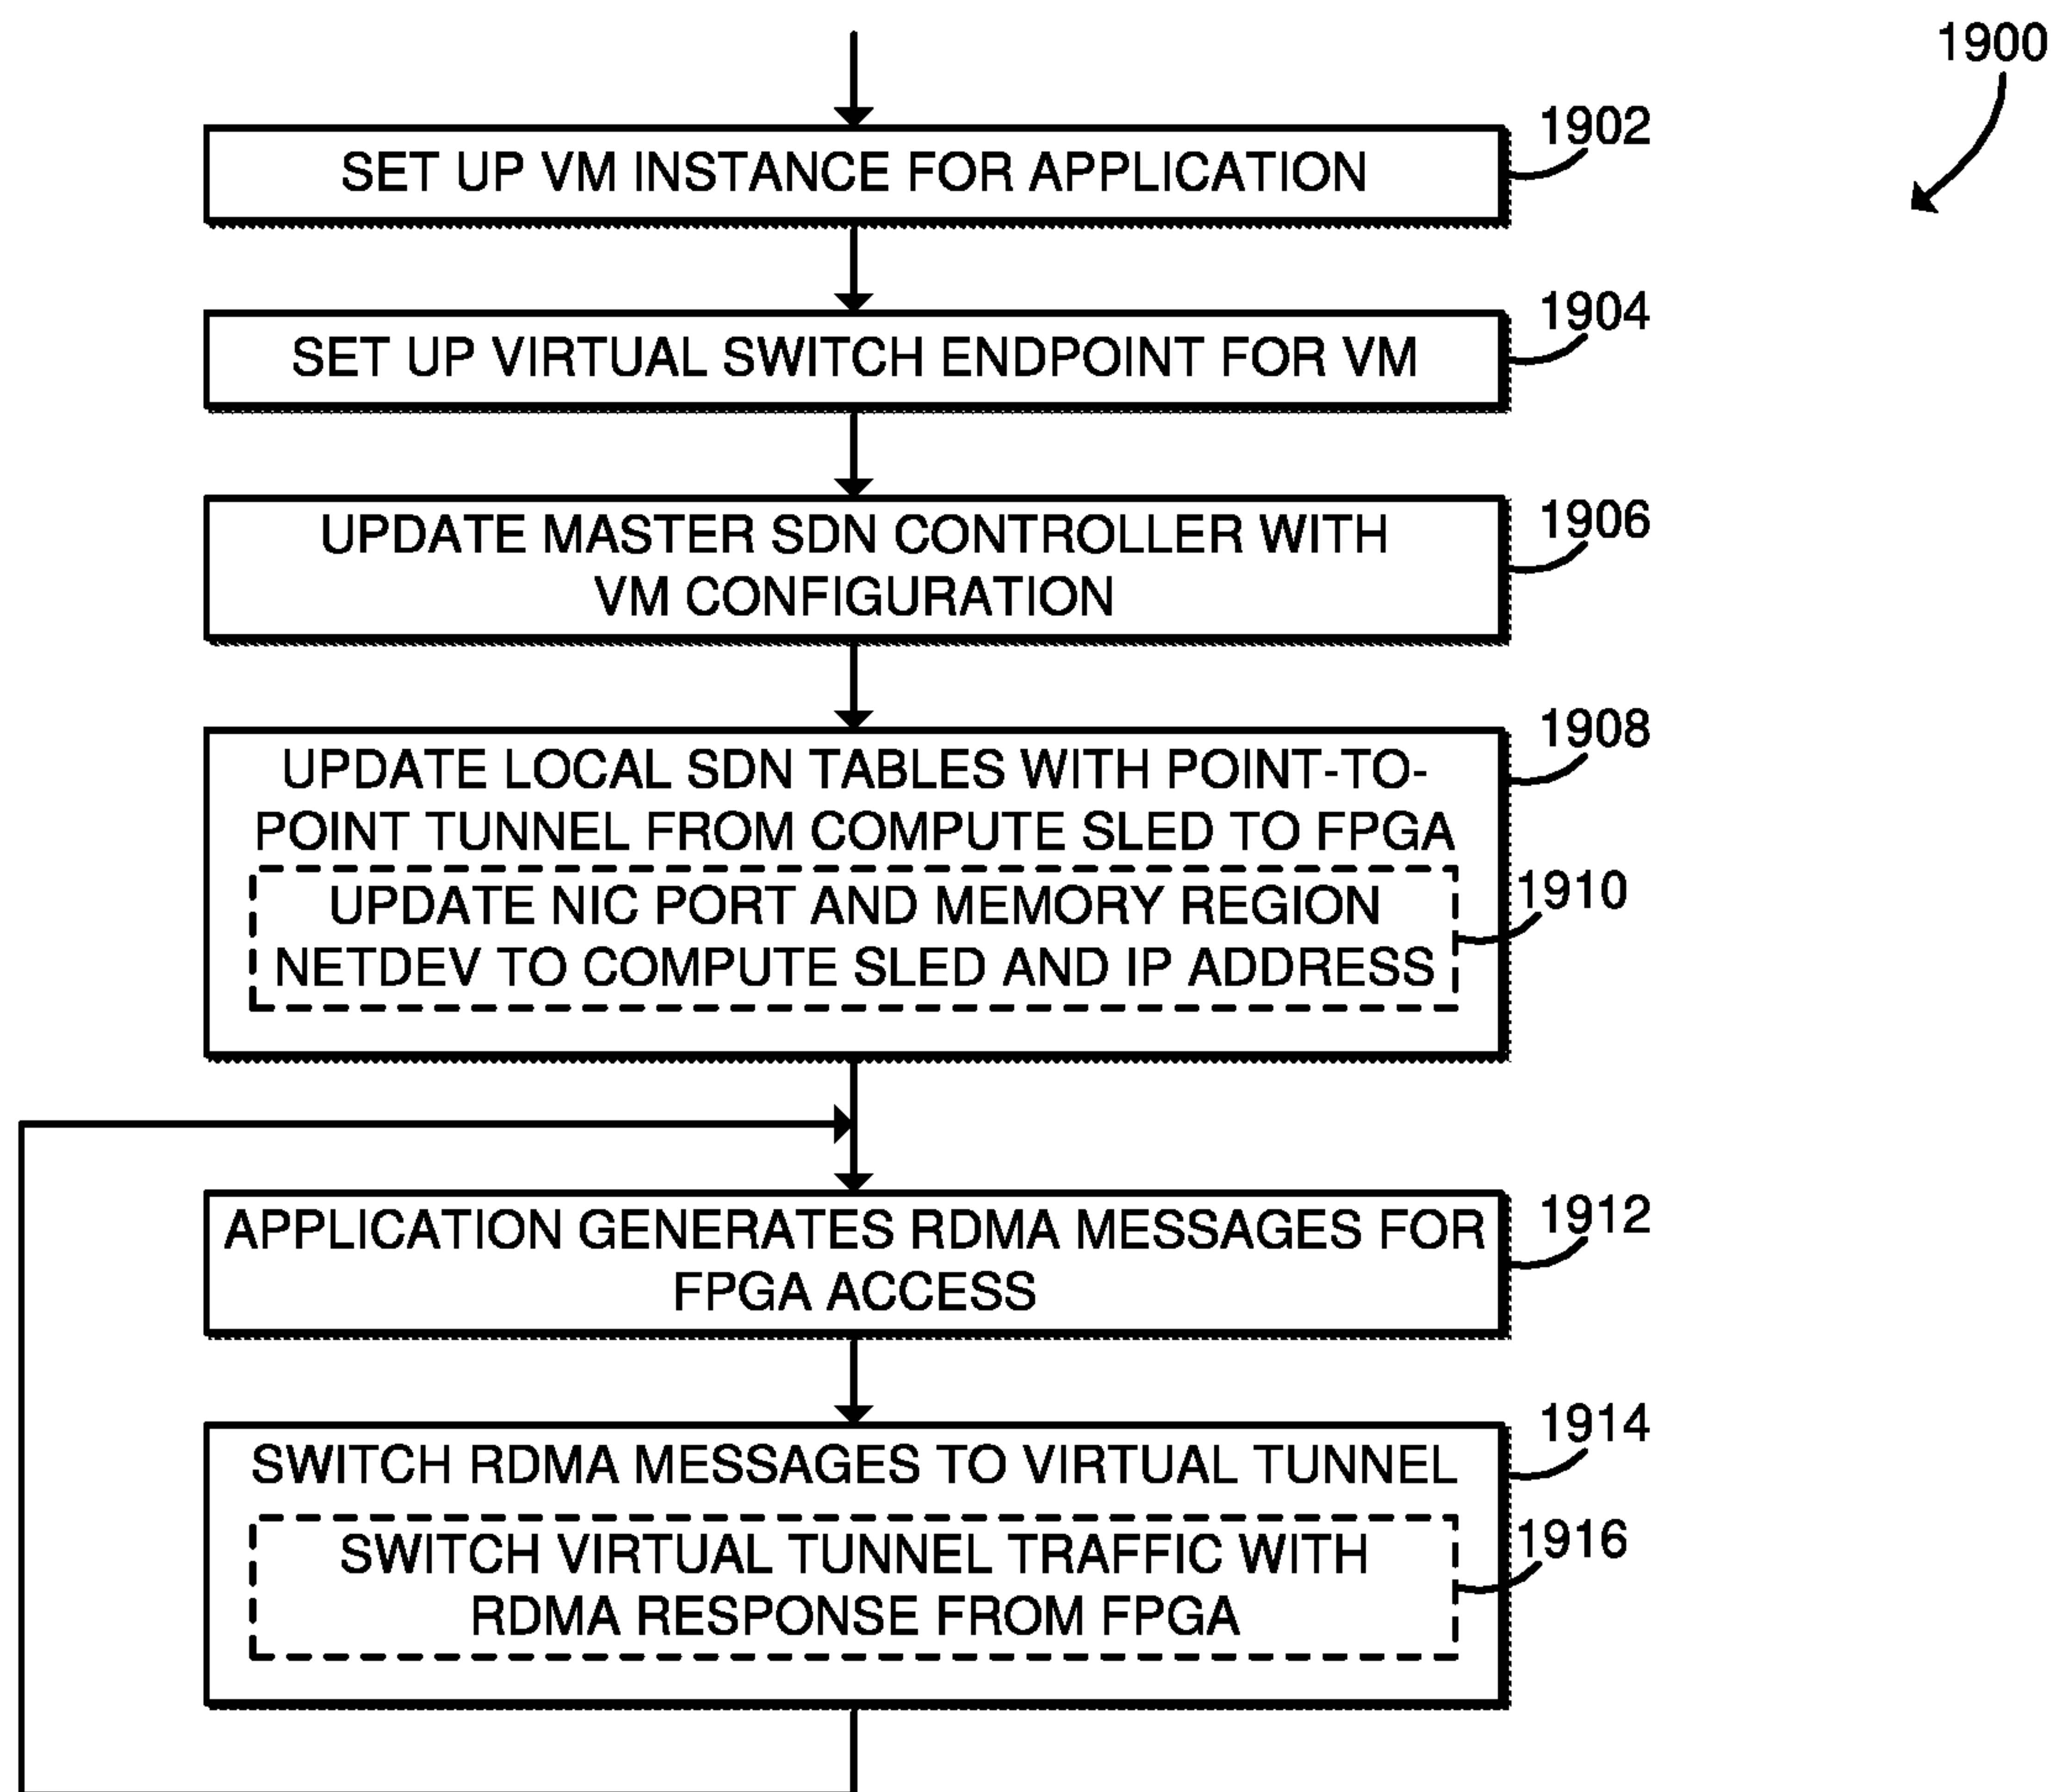 1900
1902
SET UP VM INSTANCE FOR APPLICATION
1904
SET UP VIRTUAL SWITCH ENDPOINT FOR VM
1906
UPDATE MASTER SDN CONTROLLER WITH
VM CONFIGURATION
1908
UPDATE LOCAL SDN TABLES WITH POINT-TO-
POINT TUNNEL FROM COMPUTE SLED TO FPGA
1910
UPDATE NIC PORT AND MEMORY REGION
NETDEV TO COMPUTE SLED AND IP ADDRESS
1912
APPLICATION GENERATES RDMA MESSAGES FOR
FPGA ACCESS
1914
SWITCH RDMA MESSAGES TO VIRTUAL TUNNEL
1916
SWITCH VIRTUAL TUNNEL TRAFFIC WITH
RDMA RESPONSE FROM FPGA